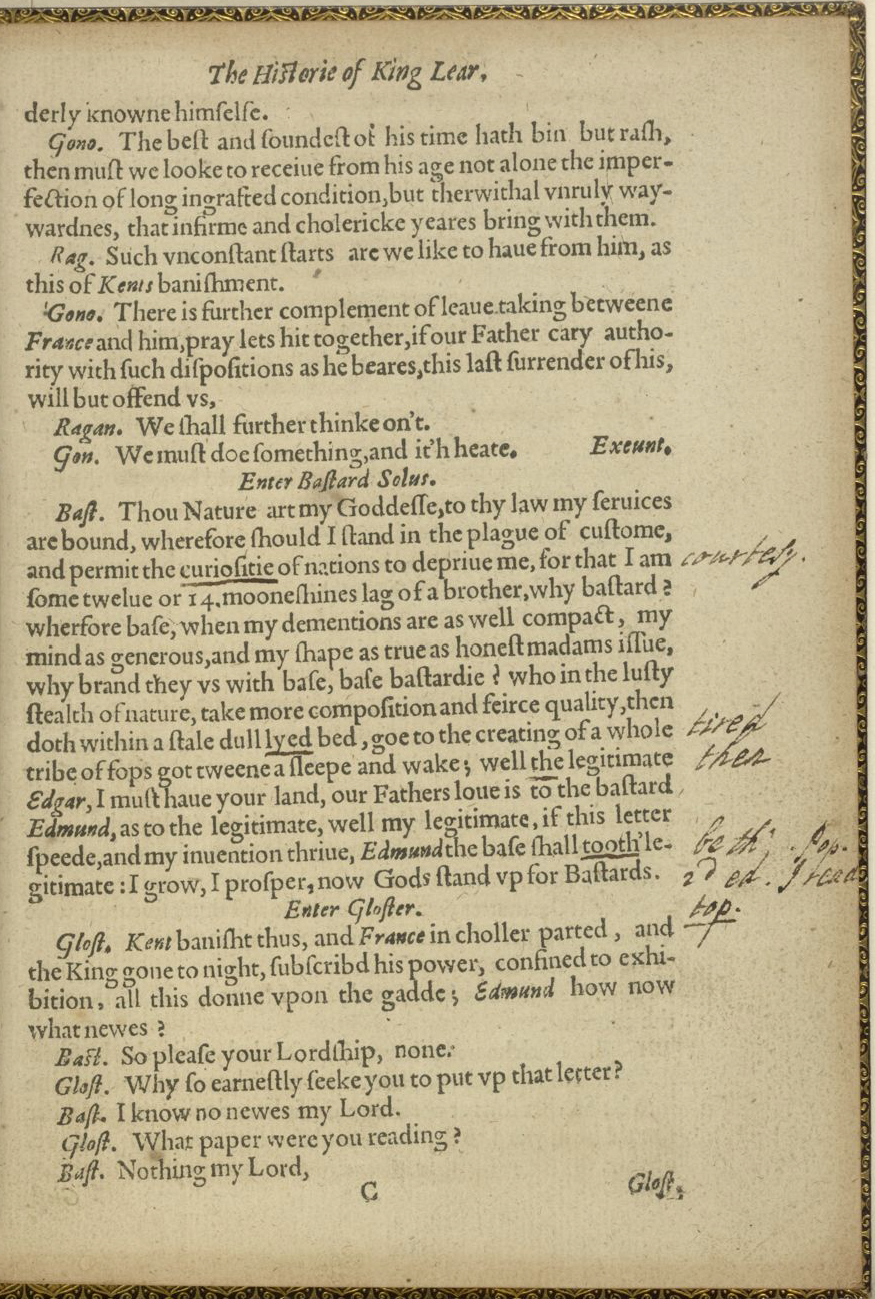 The Hiſtorie of King Lear,
derly knowne himſelfe.
Gono. The beſt and ſoundeſt of his time hath bin but raſh,
then muſt we looke to receiue from his age not alone the imper-
fection of long ingrafted condition,but therwithal vnruly way-
wardnes, that infirme and cholericke yeares bring with them.
Rag. Such vnconſtant ſtarts are we like to haue from him, as
this of Kents baniſhment.
Gono. There is further complement of leaue taking betweene
France and him,pray lets hit together,if our Father cary autho-
rity with ſuch diſpoſitions as he beares,this laſt ſurrender of his,
will but offend vs,
Ragan. We ſhall further thinke on't.
Gon. We muſt doe ſomething,and it'h heate. Exeunt.
Enter Baſtard Solus.
Baſt. Thou Nature art my Goddeſſe,to thy law my ſeruices
are bound, wherefore ſhould I ſtand in the plague of cuſtome,
and permit the curioſitie of nations to depriue me, for that I am courtesy.
ſome twelue or 14.mooneſhines lag of a brother,why baſtard ?
wherfore baſe, when my dementions are as well compact, my
mind as generous,and my ſhape as true as honeſt madams iſſue,
why brand they vs with baſe, baſe baſtardie ? who in the luſty
ſtealth of nature, take more compoſition and feirce quality,then
doth within a ſtale dull lyed bed, goe to the creating of a whole tired
tribe of fops got tweene a ſleepe and wake; well the legitimate then
Edgar, I muſt haue your land, our Fathers loue is to the baſtard
Edmund, as to the legitimate, well my legitimate, if this letter
ſpeede,and my inuention thriue, Edmund the baſe ſhall tooth'le- be th' Pop.
gitimate : I grow, I proſper, now Gods ſtand vp for Baſtards. 2d ed. I read
Enter Gloſter. top.
Gloſt. Kent baniſht thus, and France in choller parted , and
the King gone to night, ſubſcribd his power, confined to exhi-
bition, all this donne vpon the gadde; Edmund how now
what newes ?
Baſt. So pleaſe your Lordſhip, none.
Gloſt. Why ſo earneſtly ſeeke you to put vp that letter?
Baſt. I know no newes my Lord.
Gloſt. What paper were you reading ?
Baſt. Nothing my Lord,
C Gloſt,